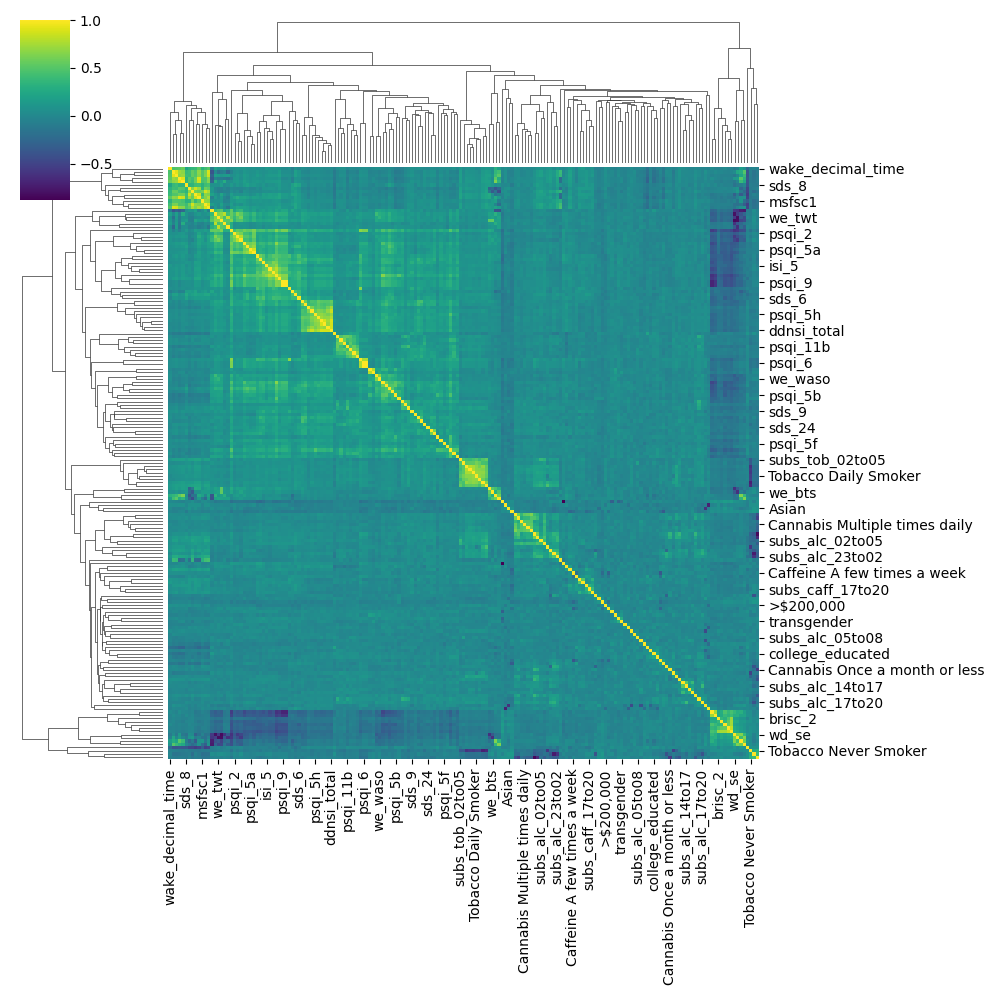 1.0
0.5
0.0
−0.5
wake_decimal_time
sds_8
msfsc1
we_twt
psqi_2
psqi_5a
isi_5
psqi_9
sds_6
psqi_5h
ddnsi_total
psqi_11b
psqi_6
we_waso
psqi_5b
sds_9
sds_24
psqi_5f
subs_tob_02to05
Tobacco Daily Smoker
we_bts
Asian
Cannabis Multiple times daily
subs_alc_02to05
subs_alc_23to02
Caffeine A few times a week
subs_caff_17to20
>$200,000
transgender
subs_alc_05to08
college_educated
Cannabis Once a month or less
subs_alc_14to17
subs_alc_17to20
brisc_2
wd_se
Tobacco Never Smoker
wake_decimal_time
sds_8
msfsc1
we_twt
psqi_2
psqi_5a
isi_5
psqi_9
sds_6
psqi_5h
ddnsi_total
psqi_11b
psqi_6
we_waso
psqi_5b
sds_9
sds_24
psqi_5f
subs_tob_02to05
Tobacco Daily Smoker
we_bts
Asian
Cannabis Multiple times daily
subs_alc_02to05
subs_alc_23to02
Caffeine A few times a week
subs_caff_17to20
>$200,000
transgender
subs_alc_05to08
college_educated
Cannabis Once a month or less
subs_alc_14to17
subs_alc_17to20
brisc_2
wd_se
Tobacco Never Smoker